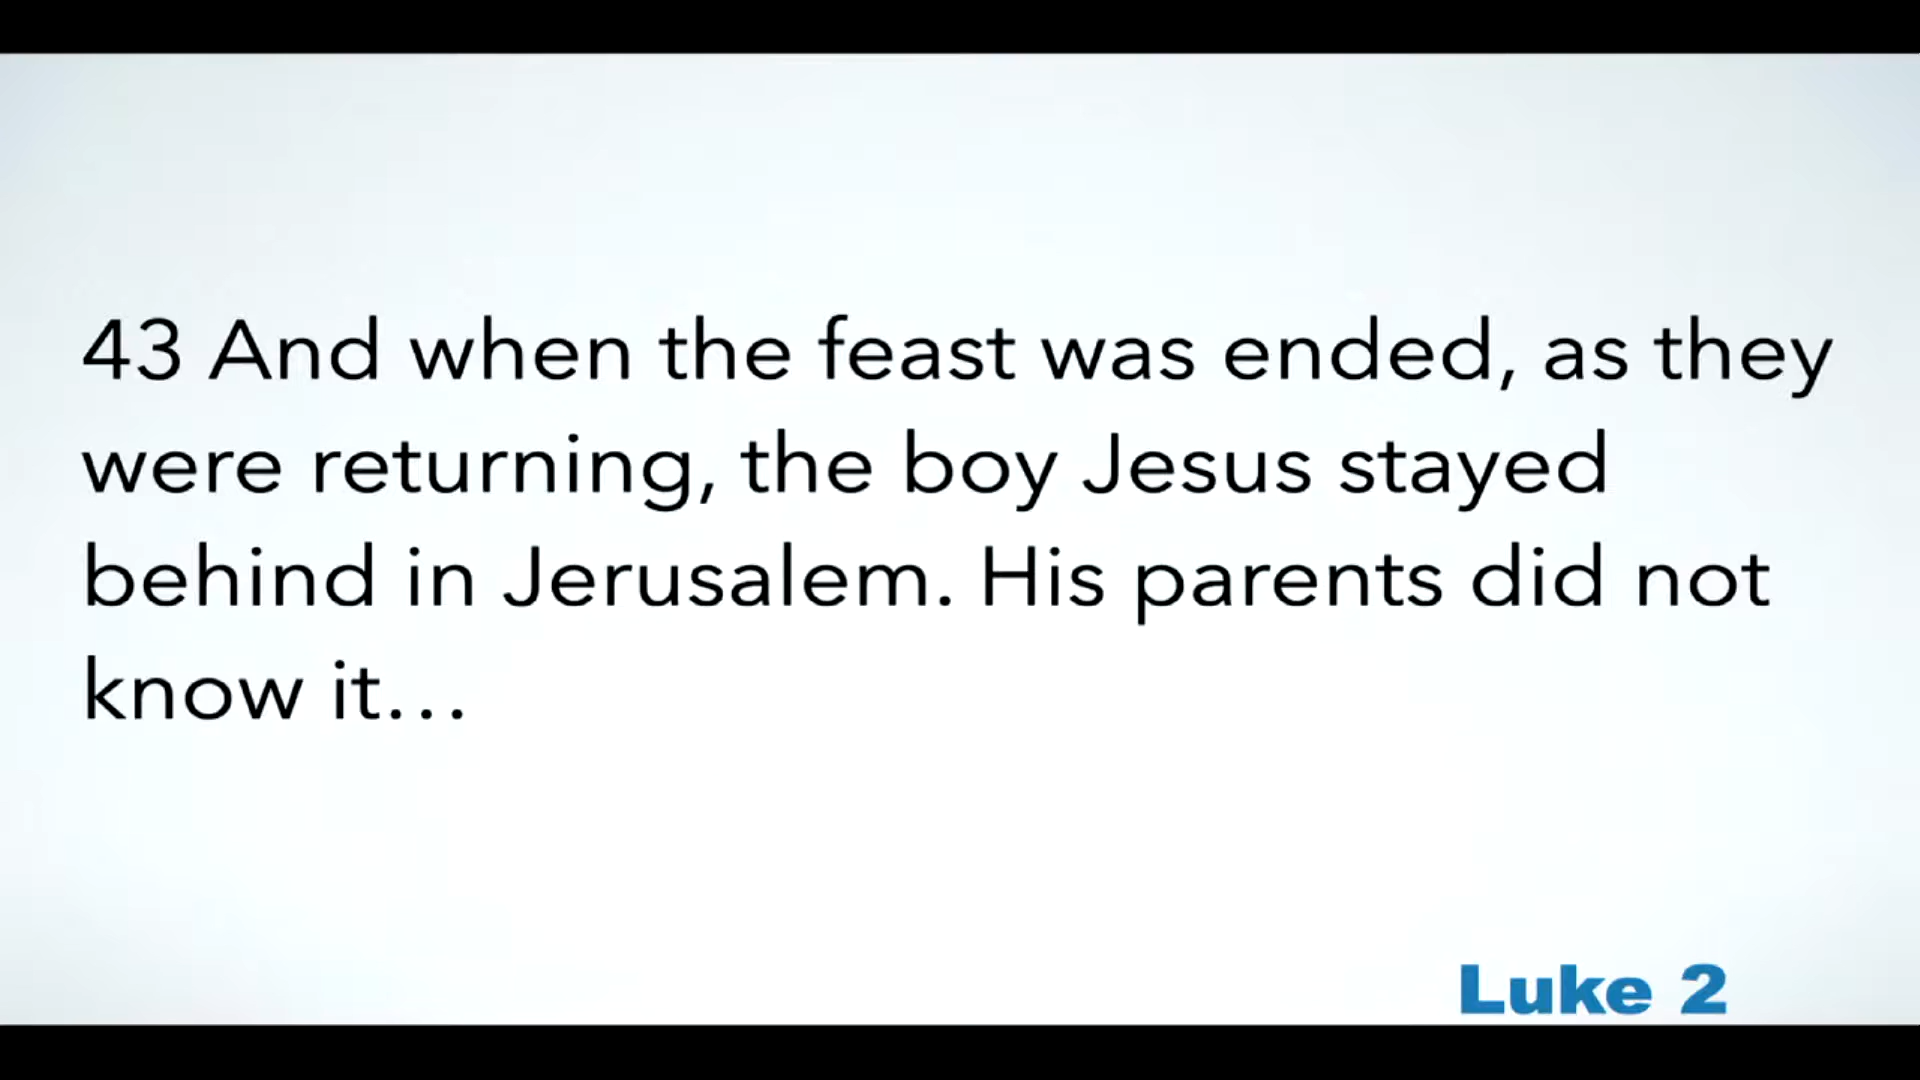 43 And when the feast was ended, as they
were returning, the boy Jesus stayed
behind in Jerusalem. His parents did not
know it…
Luke 2